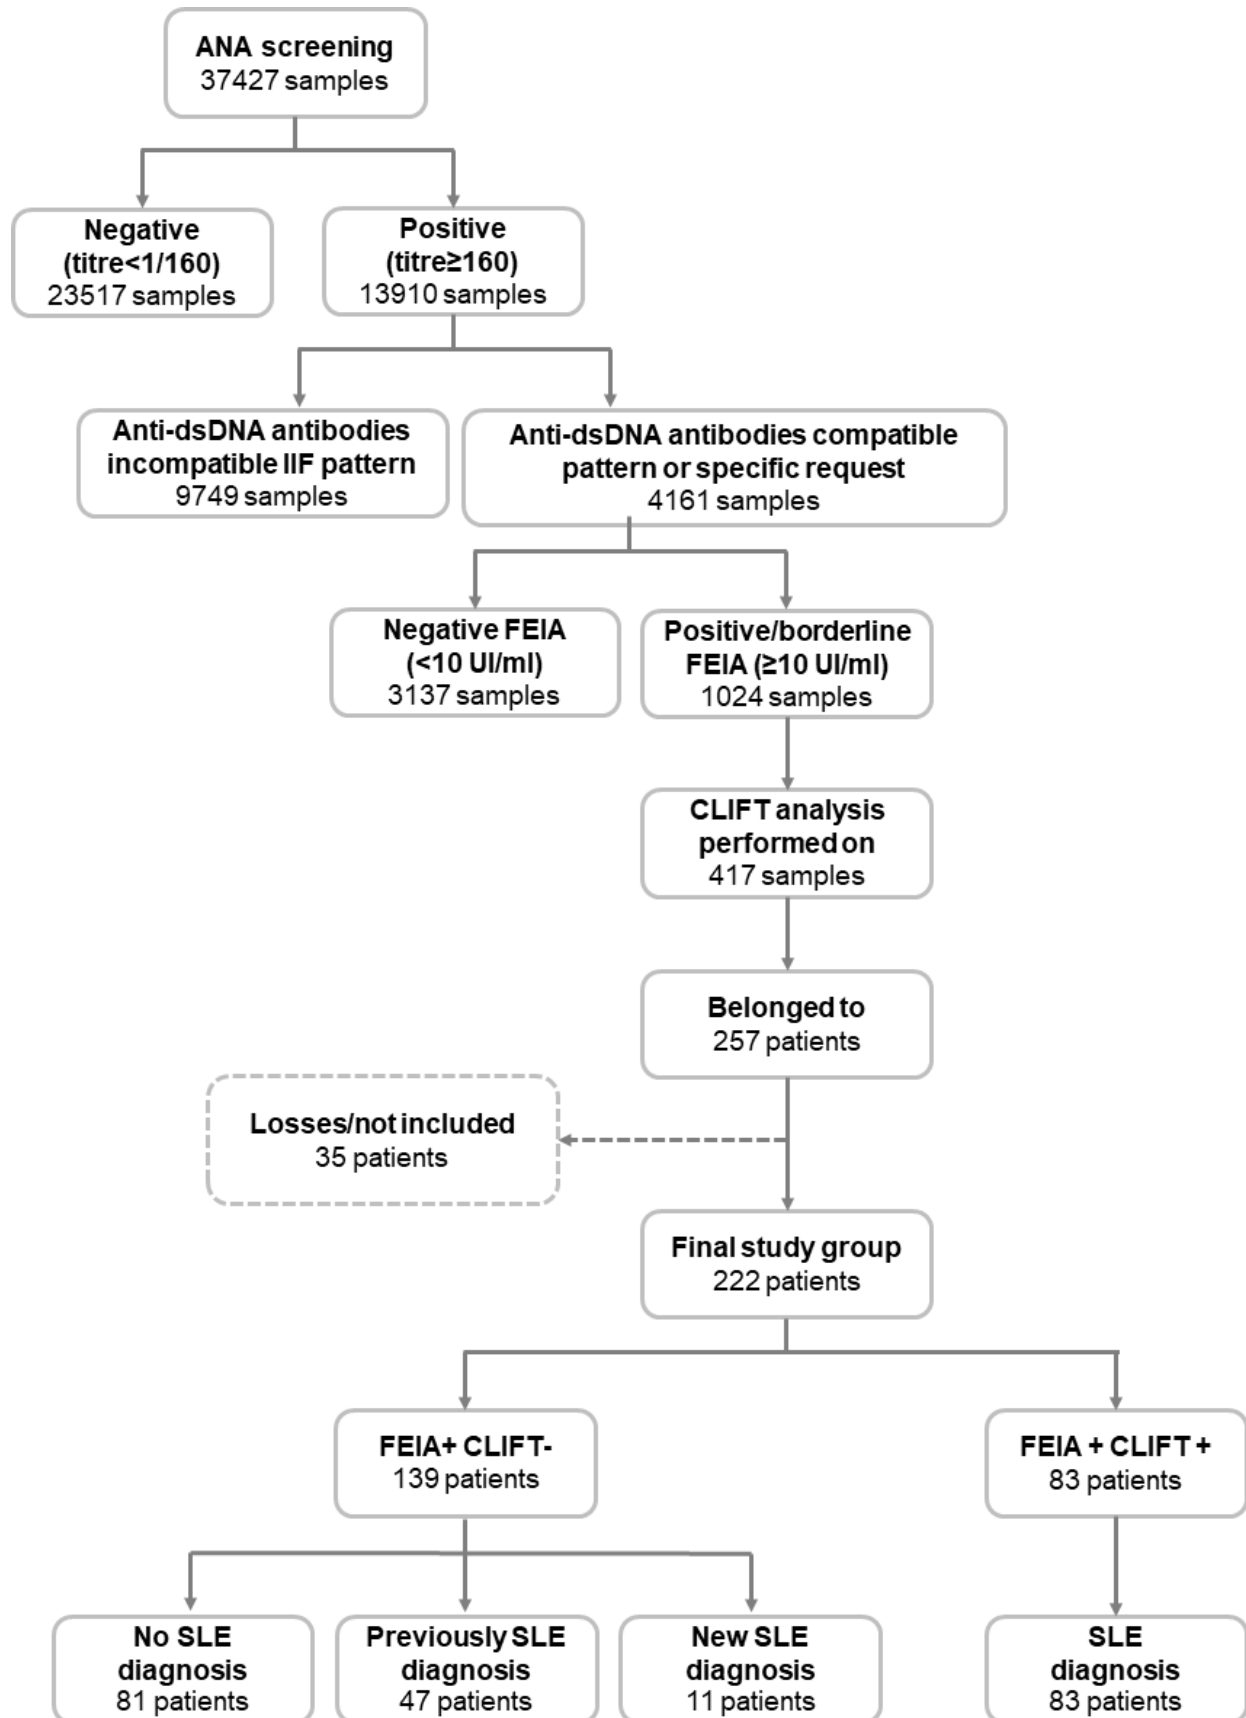 ANA screening
37427 samples
Negative
(titre<1/160)
23517 samples
Positive
(titre≥160)
13910 samples
Anti-dsDNA antibodies
incompatible IIF pattern
9749 samples
Anti-dsDNA antibodies compatible
pattern or specific request
4161 samples
Negative FEIA
(<10 UI/ml)
3137 samples
Positive/borderline
FEIA (≥10 UI/ml)
1024 samples
CLIFT analysis
performed on
417 samples
Belonged to
257 patients
Losses/not included
35 patients
Final study group
222 patients
FEIA+ CLIFT-
139 patients
FEIA + CLIFT +
83 patients
No SLE
diagnosis
81 patients
Previously SLE
diagnosis
47 patients
New SLE
diagnosis
11 patients
SLE
diagnosis
83 patients